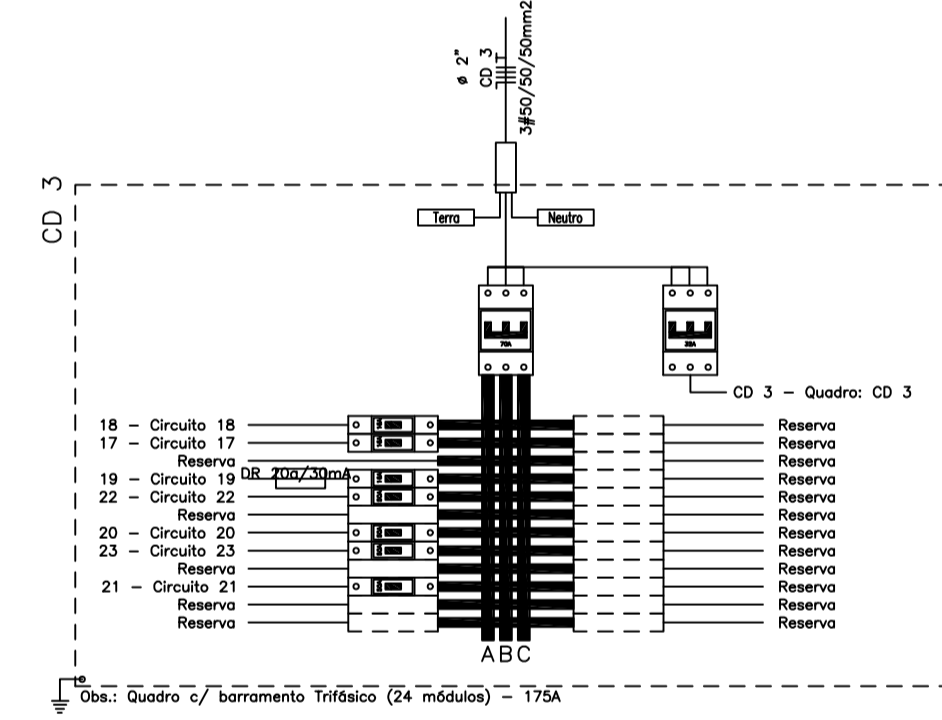 ø 2"
CD 3
3#50/50/50mm2
CD 3
Terra
Neutro
70A
CD 3 - Quadro: CD 3
18 - Circuito 18
Reserva
17 - Circuito 17
Reserva
Reserva
Reserva
19 - Circuito 19
DR 20a/30mA
Reserva
22 - Circuito 22
Reserva
Reserva
Reserva
20 - Circuito 20
Reserva
23 - Circuito 23
Reserva
Reserva
Reserva
21 - Circuito 21
Reserva
Reserva
Reserva
Reserva
Reserva
A B C
Obs.: Quadro c/ barramento Trifásico (24 módulos) - 175A